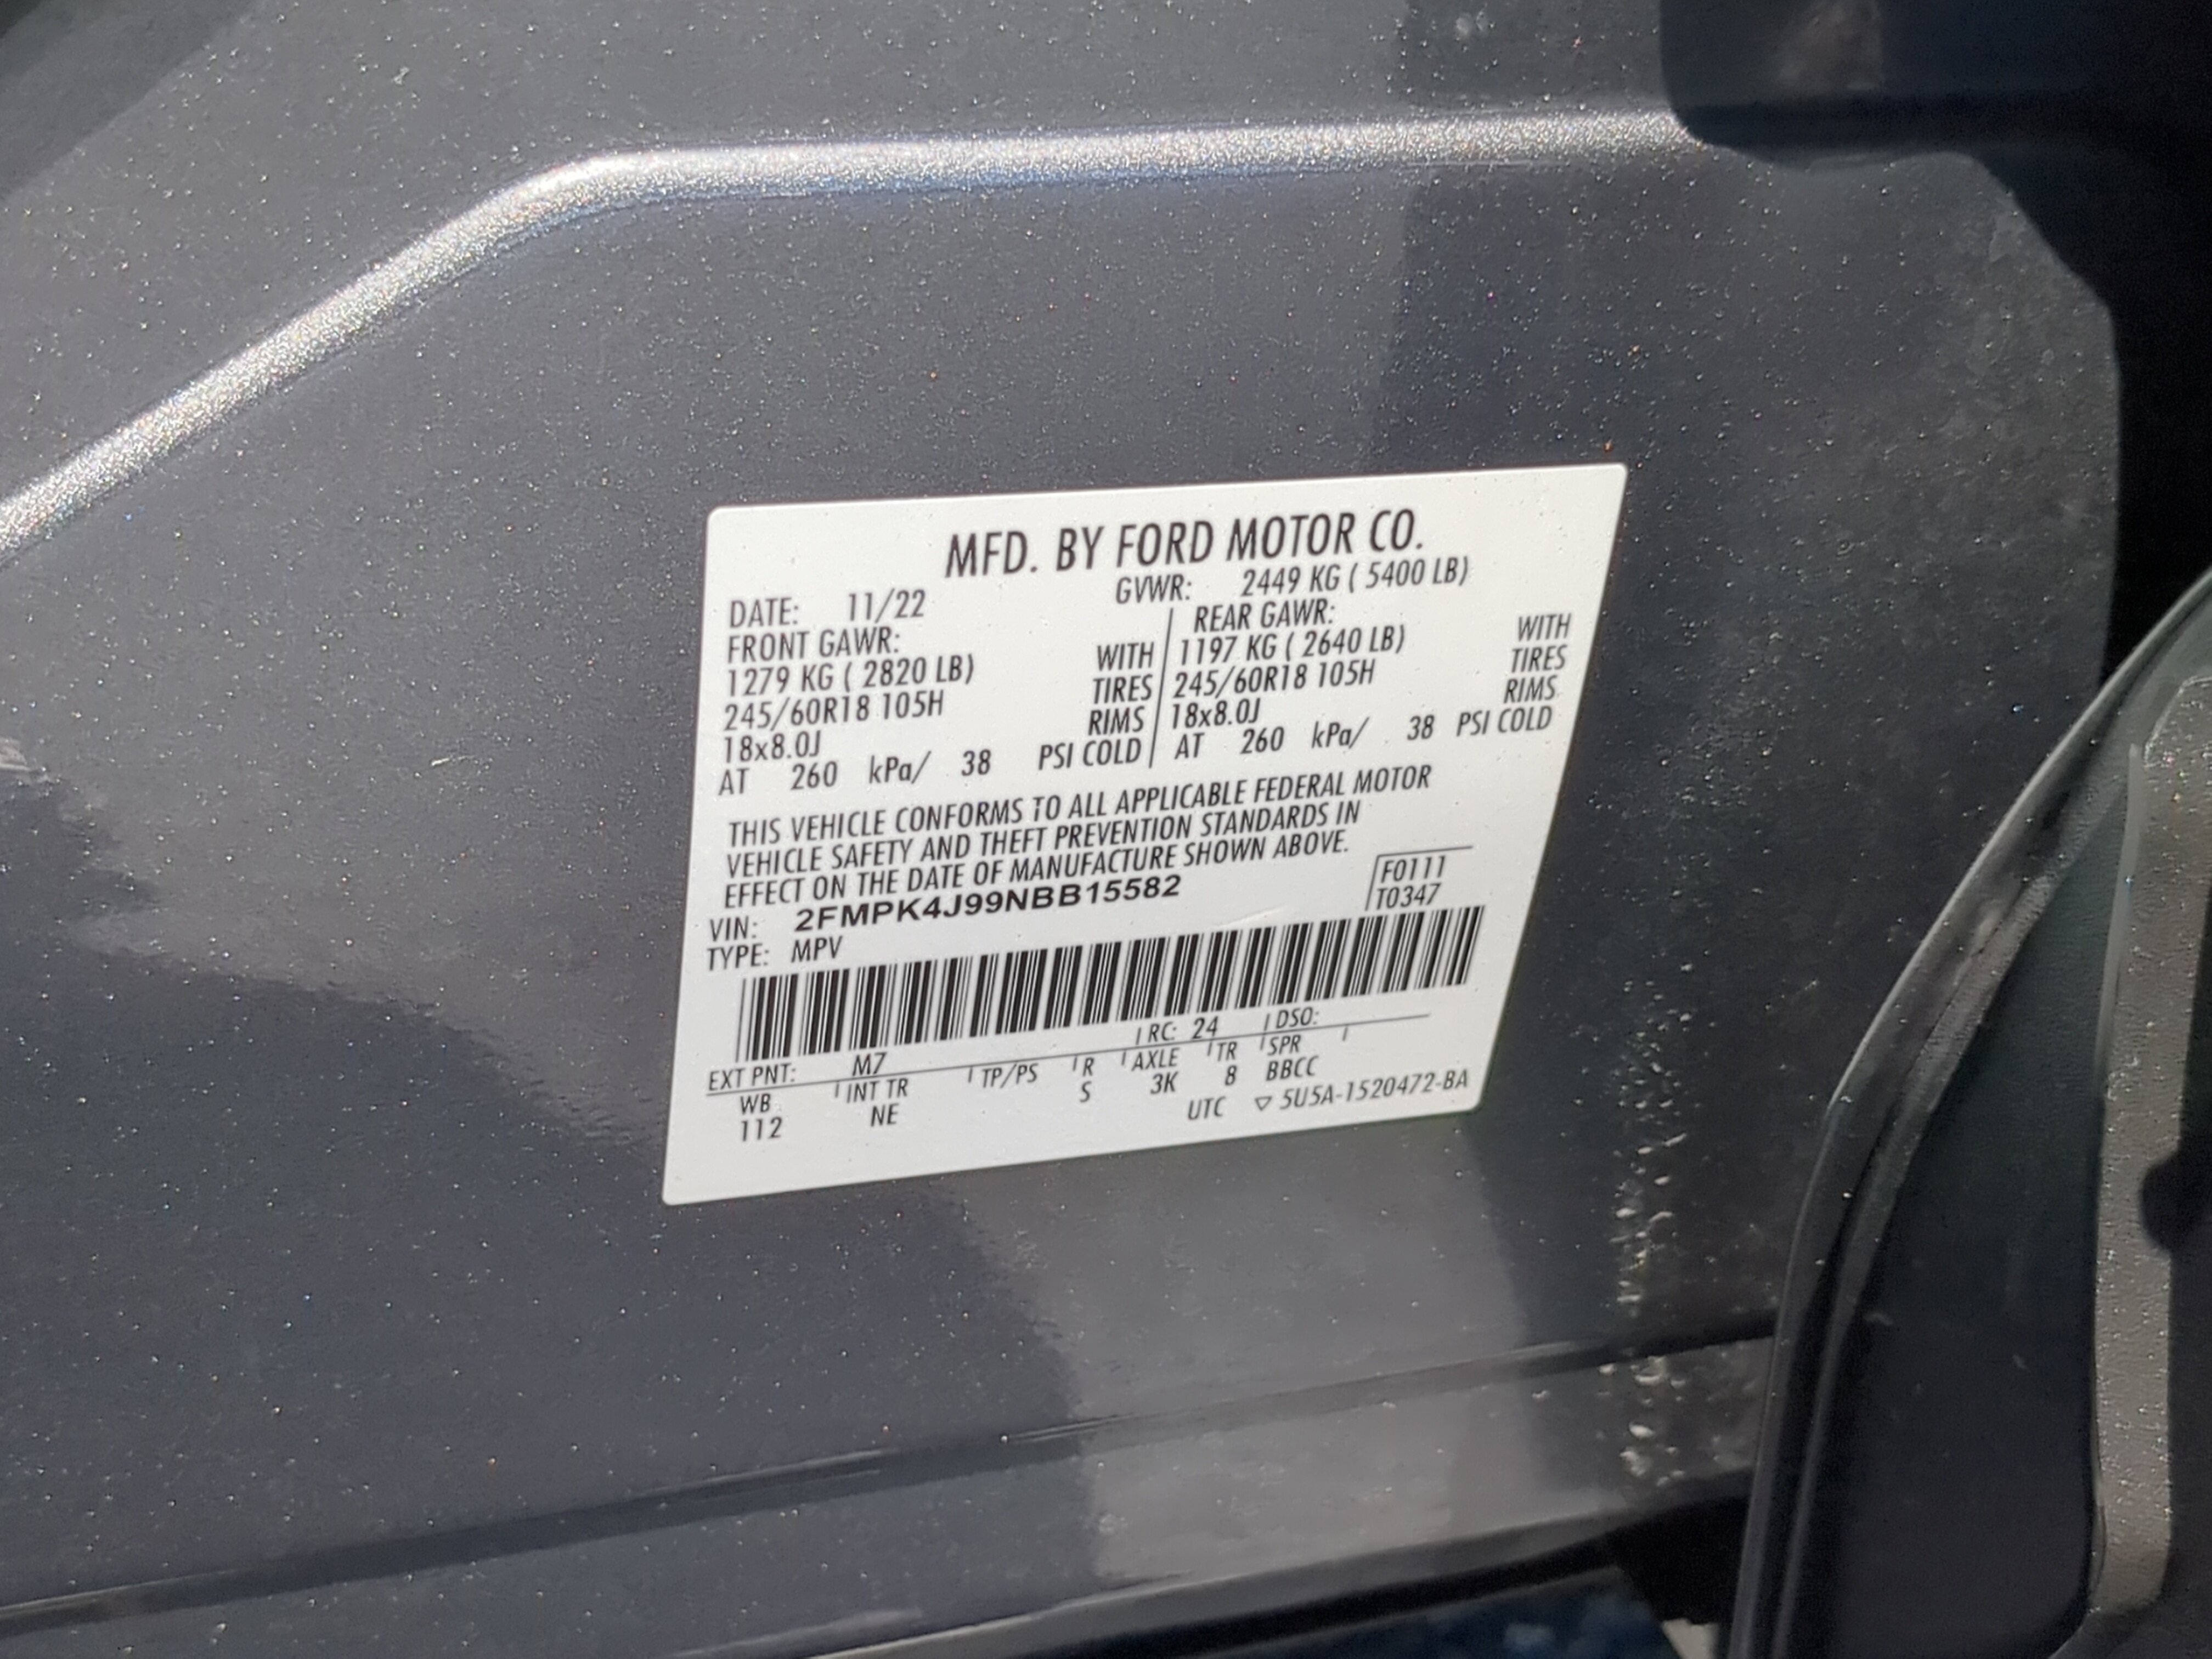 MFD. BY FORD MOTOR CO.
DATE: 11/22 GVWR: 2449 KG ( 5400 LB)
FRONT GAWR: REAR GAWR:
1279 KG ( 2820 LB) WITH 1197 KG ( 2640 LB) WITH
245/60R18 105H TIRES 245/60R18 105H TIRES
18x8.0J RIMS 18x8.0J RIMS
AT 260 kPa/ 38 PSI COLD AT 260 kPa/ 38 PSI COLD
THIS VEHICLE CONFORMS TO ALL APPLICABLE FEDERAL MOTOR
VEHICLE SAFETY AND THEFT PREVENTION STANDARDS IN
EFFECT ON THE DATE OF MANUFACTURE SHOWN ABOVE.
VIN: 2FMPK4J99NBB15582 F0111
TYPE: MPV T0347
EXT PNT: M7 RC: 24 DSO:
WB INT TR TP/PS R AXLE TR SPR
112 NE S 3K 8 BBCC
UTC ▽ 5U5A-1520472-BA